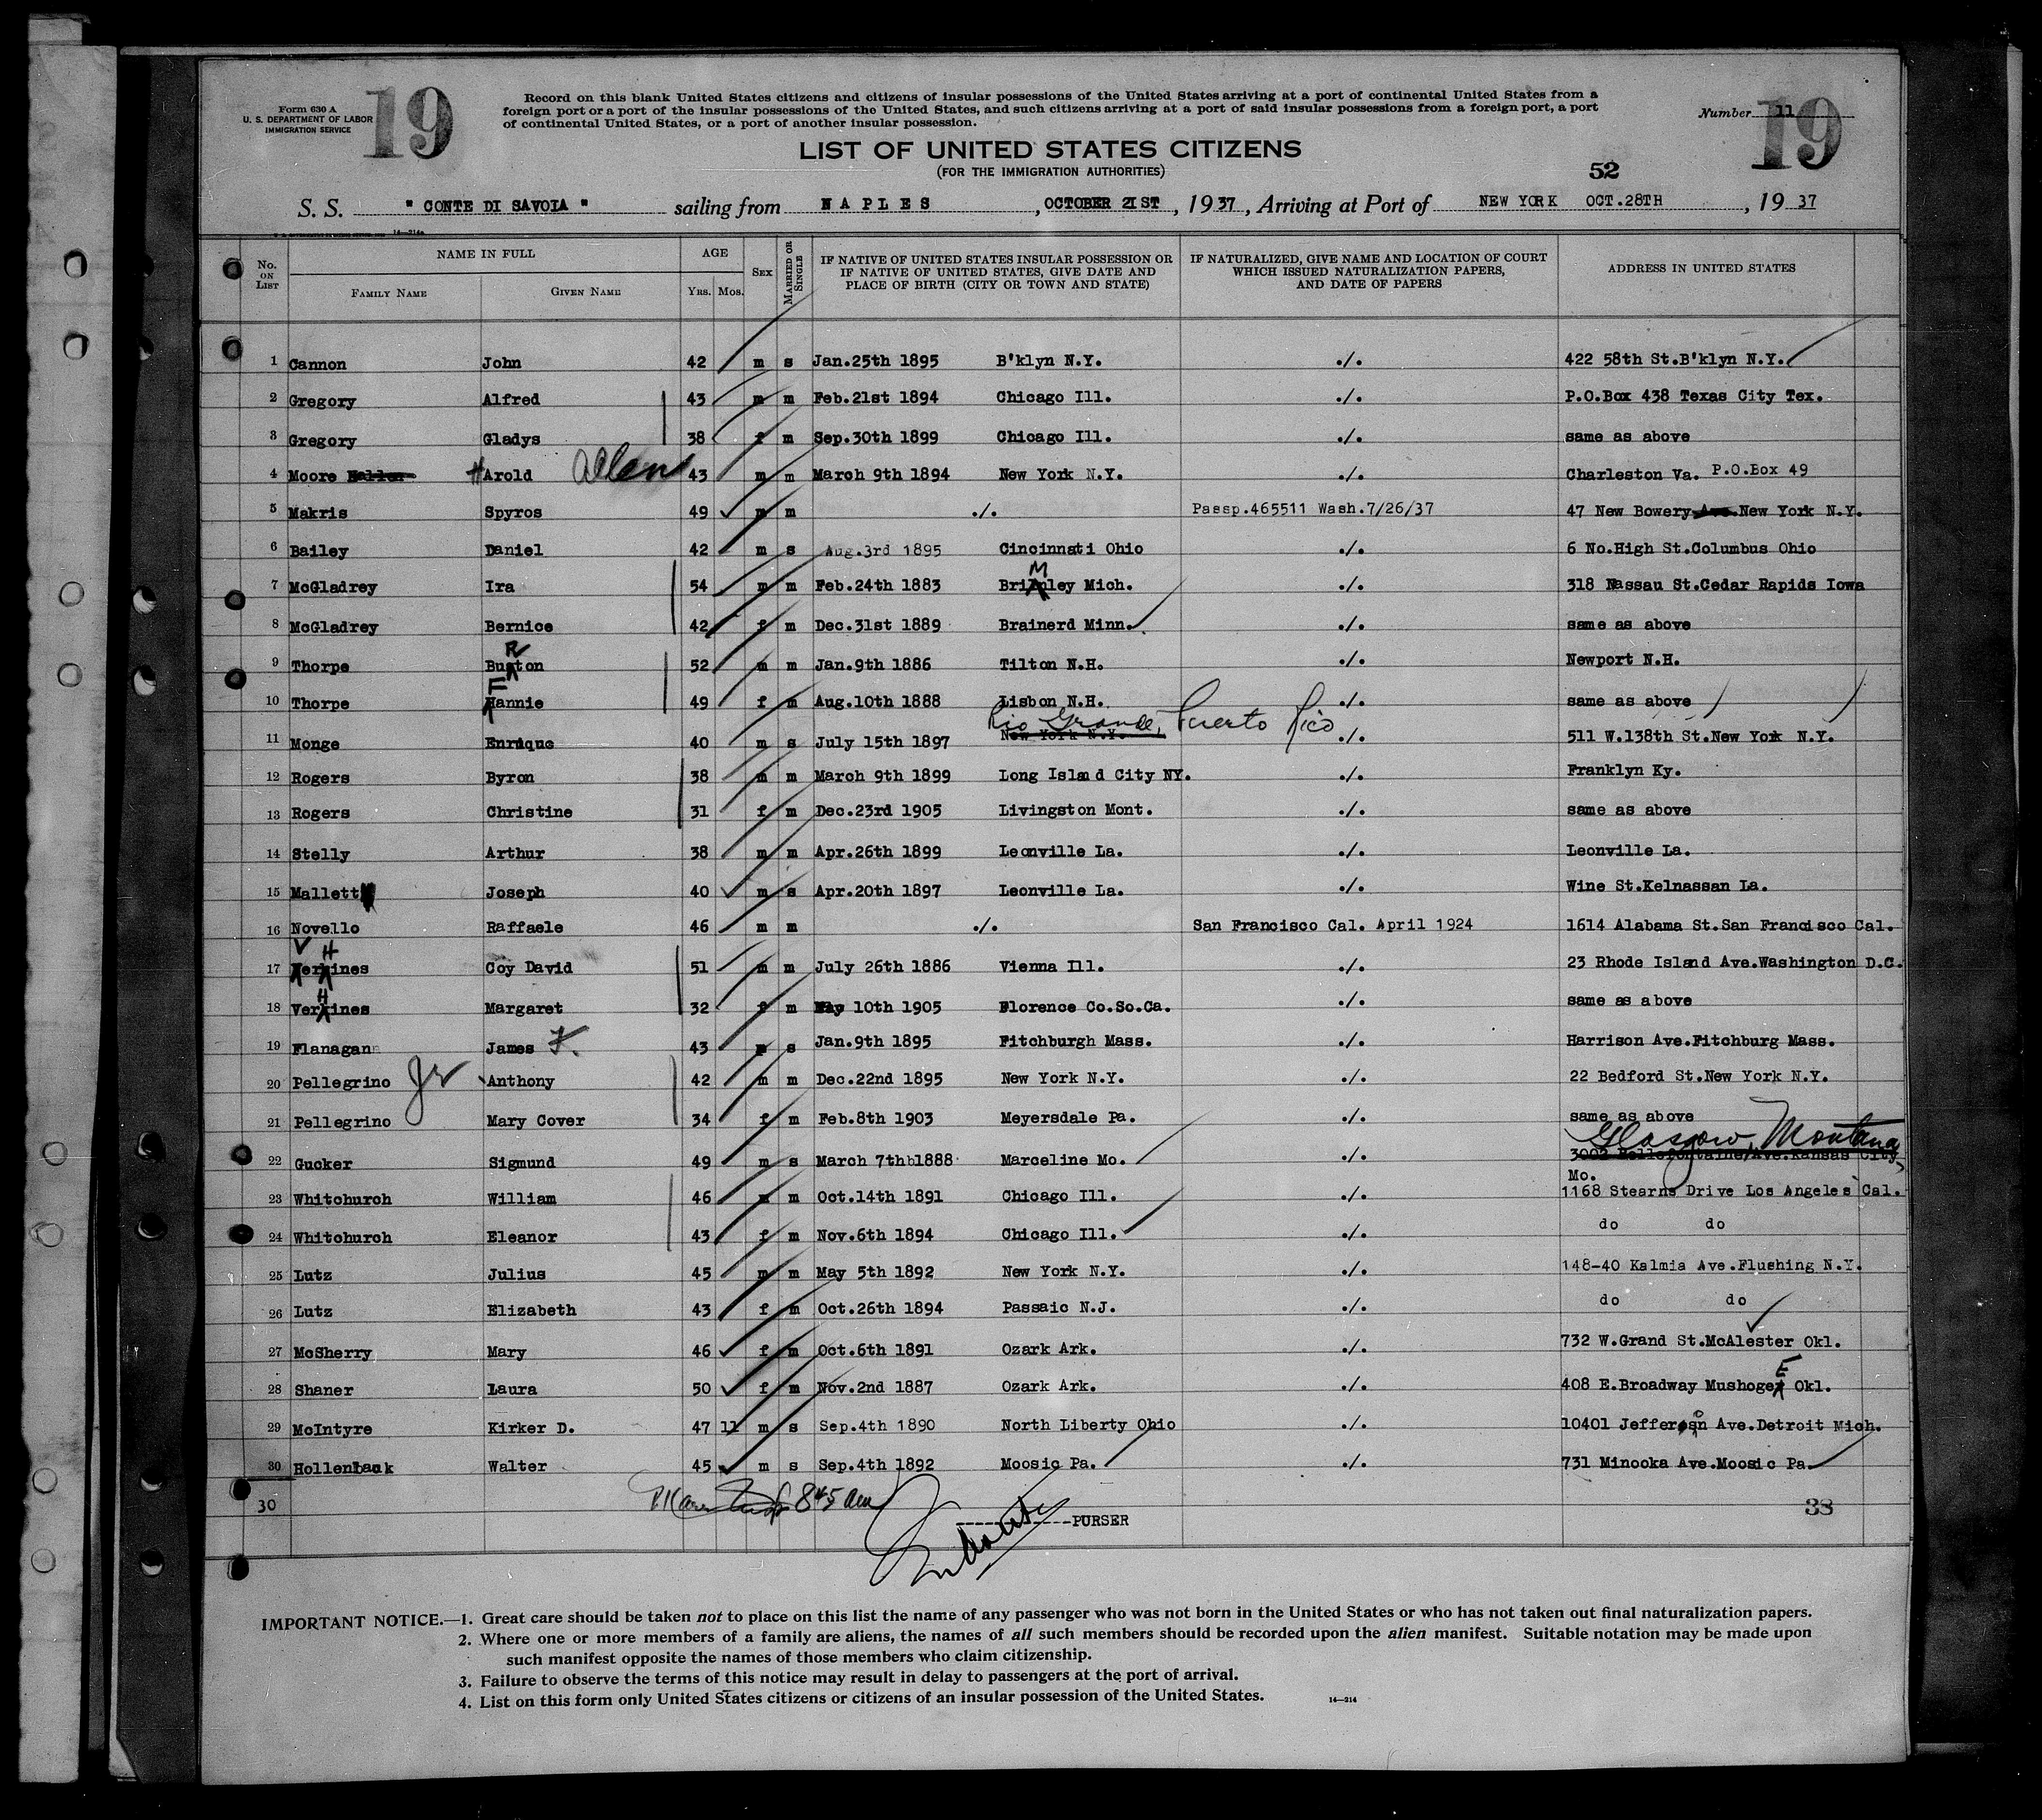 Form 630 A
U. S. DEPARTMENT OF LABOR
IMMIGRATION SERVICE
19
Record on this blank United States citizens and citizens of insular possessions of the United States arriving at a port of continental United States from a
foreign port or a port of the insular possessions of the United States, and such citizens arriving at a port of said insular possessions from a foreign port, a port
of continental United States, or a port of another insular possession.
Number 11
19
LIST OF UNITED STATES CITIZENS
(FOR THE IMMIGRATION AUTHORITIES)
52
S. S. " CONTE DI SAVOIA " sailing from NAPLES, OCTOBER 21ST, 1937, Arriving at Port of NEW YORK OCT.28TH, 1937
14—214a
No. ON LIST
NAME IN FULL
FAMILY NAME GIVEN NAME
AGE
YRS. MOS.
SEX
MARRIED OR SINGLE
IF NATIVE OF UNITED STATES INSULAR POSSESSION OR
IF NATIVE OF UNITED STATES, GIVE DATE AND
PLACE OF BIRTH (CITY OR TOWN AND STATE)
IF NATURALIZED, GIVE NAME AND LOCATION OF COURT
WHICH ISSUED NATURALIZATION PAPERS,
AND DATE OF PAPERS
ADDRESS IN UNITED STATES
1 Cannon John 42 m s Jan.25th 1895 B'klyn N.Y. ./. 422 58th St.B'klyn N.Y.
2 Gregory Alfred 43 m m Feb.21st 1894 Chicago Ill. ./. P.O.Box 438 Texas City Tex.
3 Gregory Gladys 38 f m Sep.30th 1899 Chicago Ill. ./. same as above
4 Moore HArold Allen 43 m m March 9th 1894 New York N.Y. ./. Charleston Va. P.O.Box 49
5 Makris Spyros 49 m m ./. Passp.465511 Wash.7/26/37 47 New Bowery Ave.New York N.Y.
6 Bailey Daniel 42 m s Aug.3rd 1895 Cincinnati Ohio ./. 6 No.High St.Columbus Ohio
7 McGladrey Ira 54 m m Feb.24th 1883 BriMley Mich. ./. 318 Nassau St.Cedar Rapids Iowa
8 McGladrey Bernice 42 f m Dec.31st 1889 Brainerd Minn. ./. same as above
9 Thorpe BuRton 52 m m Jan.9th 1886 Tilton N.H. ./. Newport N.H.
10 Thorpe Fannie 49 f m Aug.10th 1888 Lisbon N.H. ./. same as above
Rio Grande, Puerto Rico
11 Monge Enrique 40 m s July 15th 1897 New York N.Y. ./. 511 W.138th St.New York N.Y.
12 Rogers Byron 38 m m March 9th 1899 Long Island City NY. ./. Franklyn Ky.
13 Rogers Christine 31 f m Dec.23rd 1905 Livingston Mont. ./. same as above
14 Stelly Arthur 38 m m Apr.26th 1899 Leonville La. ./. Leonville La.
15 Mallett Joseph 40 m s Apr.20th 1897 Leonville La. ./. Wine St.Kelnassan La.
16 Novello Raffaele 46 m m ./. San Francisco Cal. April 1924 1614 Alabama St.San Francisco Cal.
17 VerHines Coy David 51 m m July 26th 1886 Vienna Ill. ./. 23 Rhode Island Ave.Washington D.C.
18 VerHines Margaret 32 f m May 10th 1905 Florence Co.So.Ca. ./. same as above
19 Flanagan James F. 43 m s Jan.9th 1895 Fitchburgh Mass. ./. Harrison Ave.Fitchburg Mass.
20 Pellegrino Jr Anthony 42 m m Dec.22nd 1895 New York N.Y. ./. 22 Bedford St.New York N.Y.
21 Pellegrino Mary Cover 34 f m Feb.8th 1903 Meyersdale Pa. ./. same as above
Glasgow, Montana
22 Gucker Sigmund 49 m s March 7thb1888 Marceline Mo. ./. 3002 Bellefontaine Ave.Kansas City
Mo.
23 Whitchurch William 46 m m Oct.14th 1891 Chicago Ill. ./. 1168 Stearns Drive Los Angeles Cal.
24 Whitchurch Eleanor 43 f m Nov.6th 1894 Chicago Ill. ./. do do
25 Lutz Julius 45 m m May 5th 1892 New York N.Y. ./. 148-40 Kalmia Ave.Flushing N.Y.
26 Lutz Elizabeth 43 f m Oct.26th 1894 Passaic N.J. ./. do do
27 McSherry Mary 46 f m Oct.6th 1891 Ozark Ark. ./. 732 W.Grand St.McAlester Okl.
28 Shaner Laura 50 f m Nov.2nd 1887 Ozark Ark. ./. 408 E.Broadway MushogeE Okl.
29 McIntyre Kirker D. 47 11 m s Sep.4th 1890 North Liberty Ohio ./. 10401 Jefferson Ave.Detroit Mich.
30 Hollenback Walter 45 m s Sep.4th 1892 Moosic Pa. ./. 731 Minooka Ave.Moosic Pa.
30 845 am 38
PURSER
IMPORTANT NOTICE.—1. Great care should be taken not to place on this list the name of any passenger who was not born in the United States or who has not taken out final naturalization papers.
2. Where one or more members of a family are aliens, the names of all such members should be recorded upon the alien manifest. Suitable notation may be made upon
such manifest opposite the names of those members who claim citizenship.
3. Failure to observe the terms of this notice may result in delay to passengers at the port of arrival.
4. List on this form only United States citizens or citizens of an insular possession of the United States.
14—214